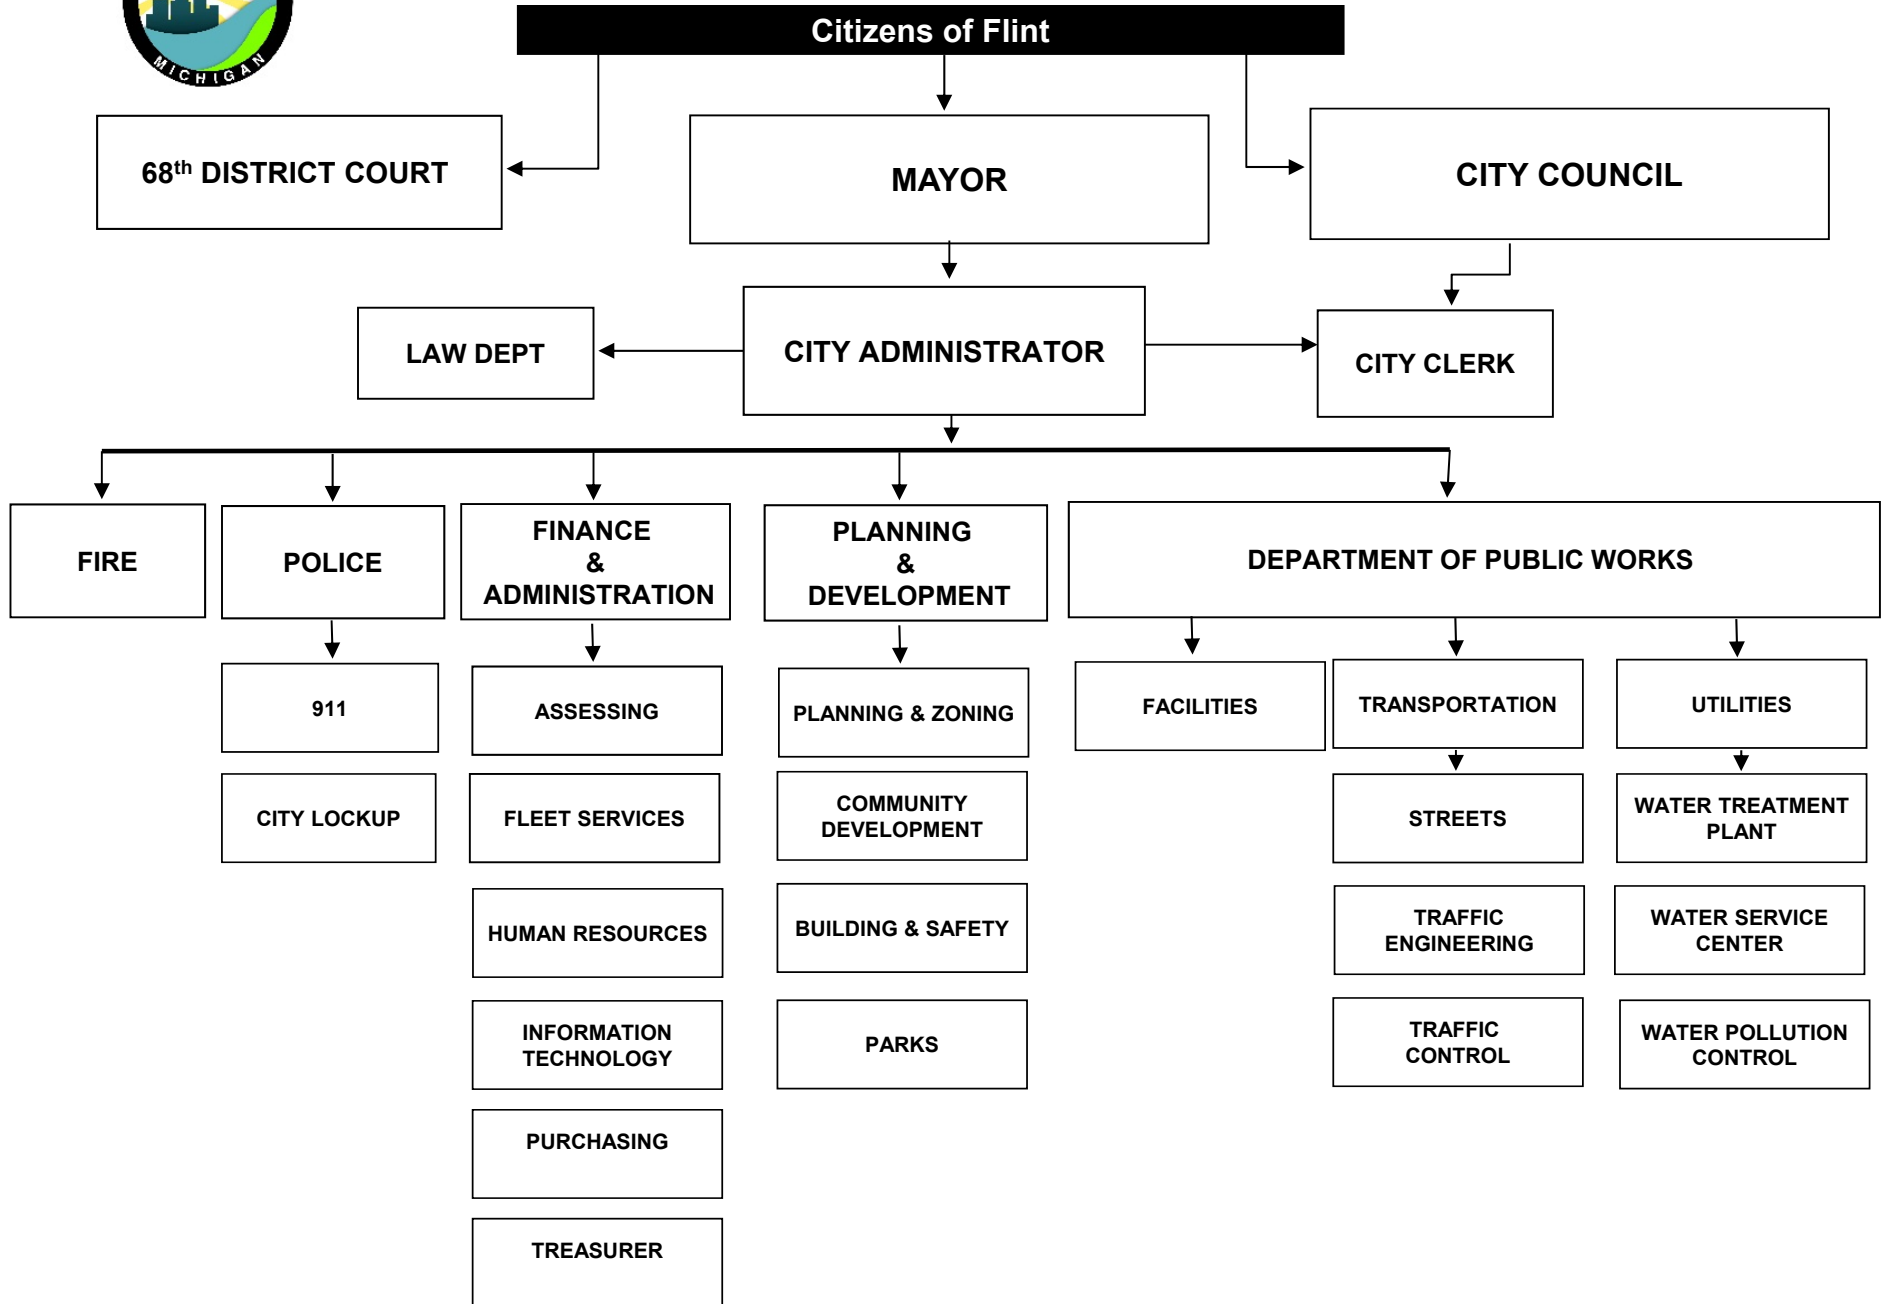 MICHIGAN
Citizens of Flint
68th DISTRICT COURT
MAYOR
CITY COUNCIL
LAW DEPT
CITY ADMINISTRATOR
CITY CLERK
FIRE
POLICE
FINANCE
&
ADMINISTRATION
PLANNING
&
DEVELOPMENT
DEPARTMENT OF PUBLIC WORKS
911
ASSESSING
PLANNING & ZONING
FACILITIES
TRANSPORTATION
UTILITIES
CITY LOCKUP
FLEET SERVICES
COMMUNITY
DEVELOPMENT
STREETS
WATER TREATMENT
PLANT
HUMAN RESOURCES
BUILDING & SAFETY
TRAFFIC
ENGINEERING
WATER SERVICE
CENTER
INFORMATION
TECHNOLOGY
PARKS
TRAFFIC
CONTROL
WATER POLLUTION
CONTROL
PURCHASING
TREASURER